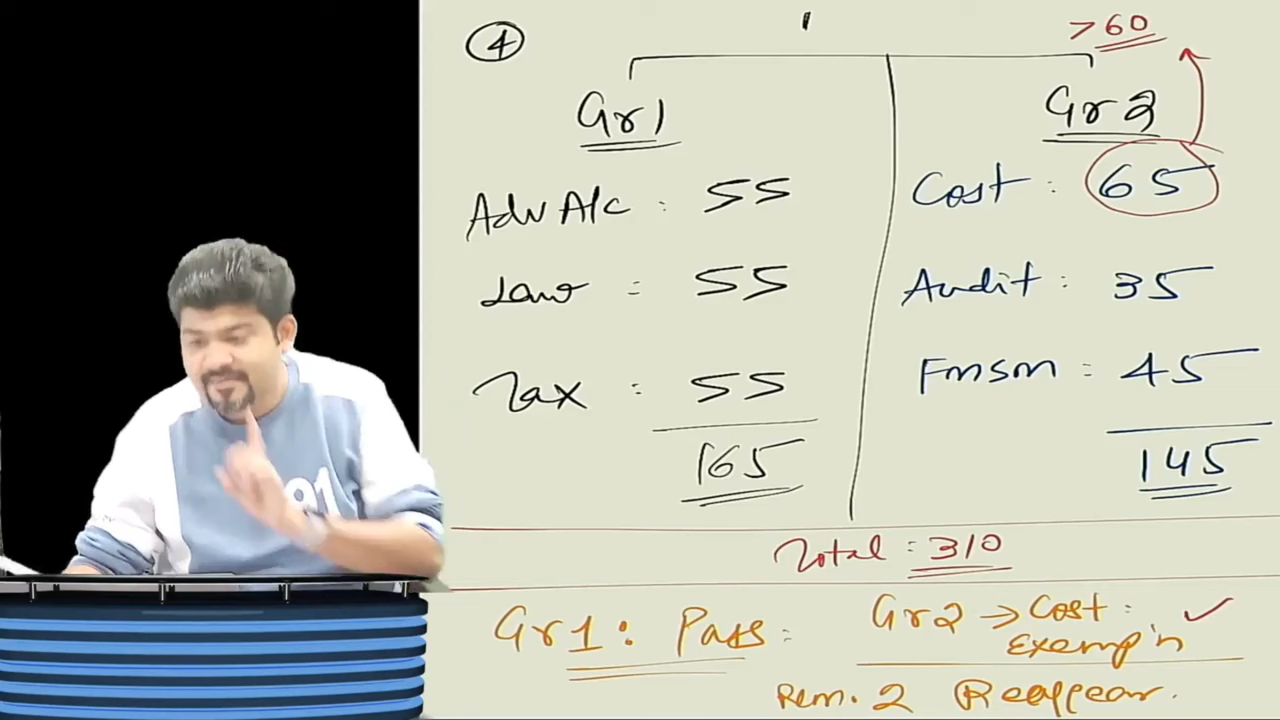 4
> 60
Gr1
Gr2
Adv A/c : 55
Law = 55
Tax : 55
165
Cost : 65
Audit : 35
Fmsm : 45
145
Total : 310
Gr1 : Pass :
Gr2 → Cost : ✓
Exemp'n
Rem. 2 Reappear.
91